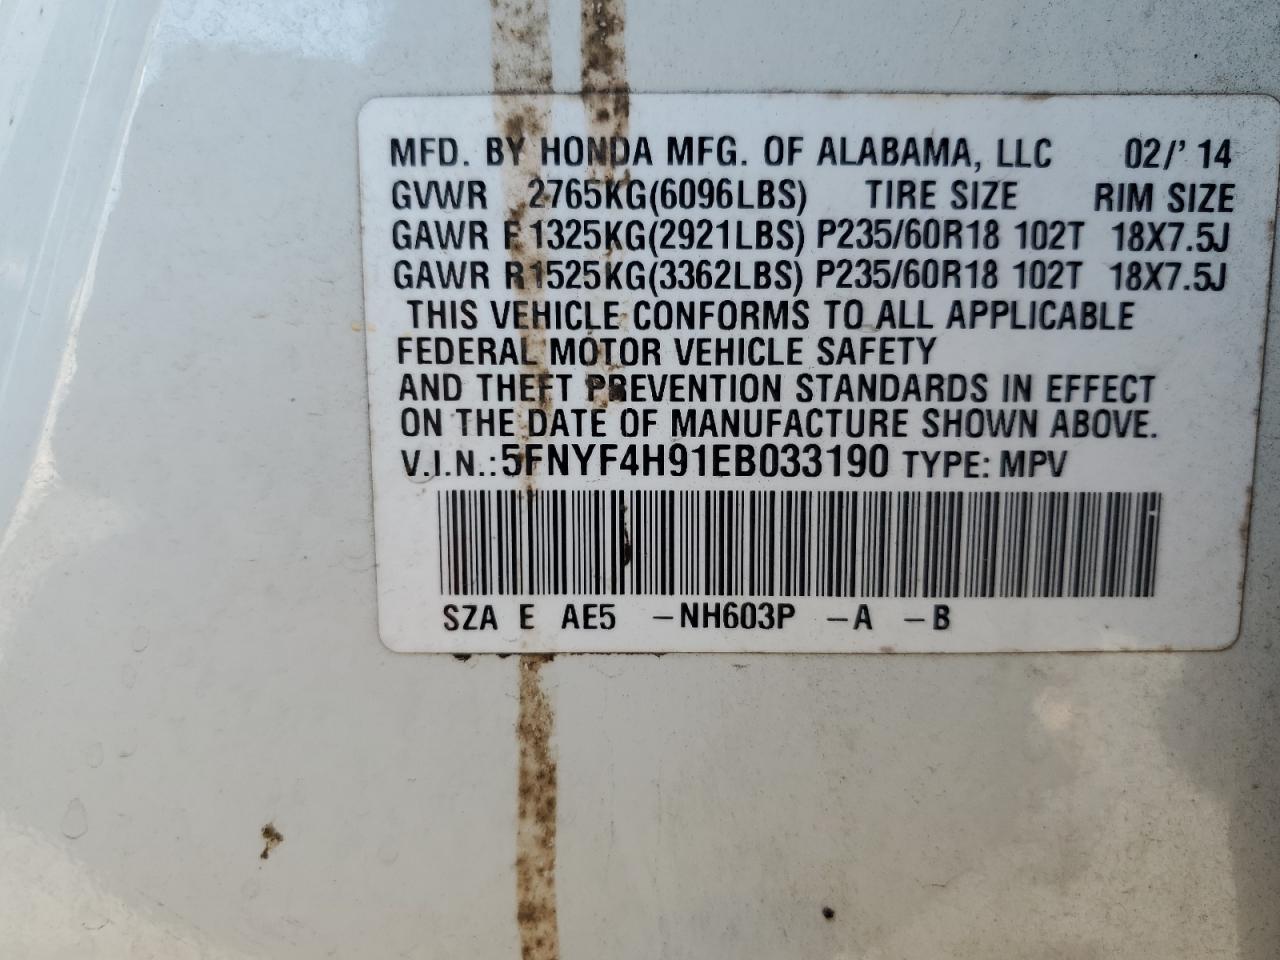 MFD. BY HONDA MFG. OF ALABAMA, LLC 02/' 14
GVWR 2765KG(6096LBS) TIRE SIZE RIM SIZE
GAWR F 1325KG(2921LBS) P235/60R18 102T 18X7.5J
GAWR R 1525KG(3362LBS) P235/60R18 102T 18X7.5J
THIS VEHICLE CONFORMS TO ALL APPLICABLE
FEDERAL MOTOR VEHICLE SAFETY
AND THEFT PREVENTION STANDARDS IN EFFECT
ON THE DATE OF MANUFACTURE SHOWN ABOVE.
V.I.N.: 5FNYF4H91EB033190 TYPE: MPV
SZA E AE5 -NH603P -A -B